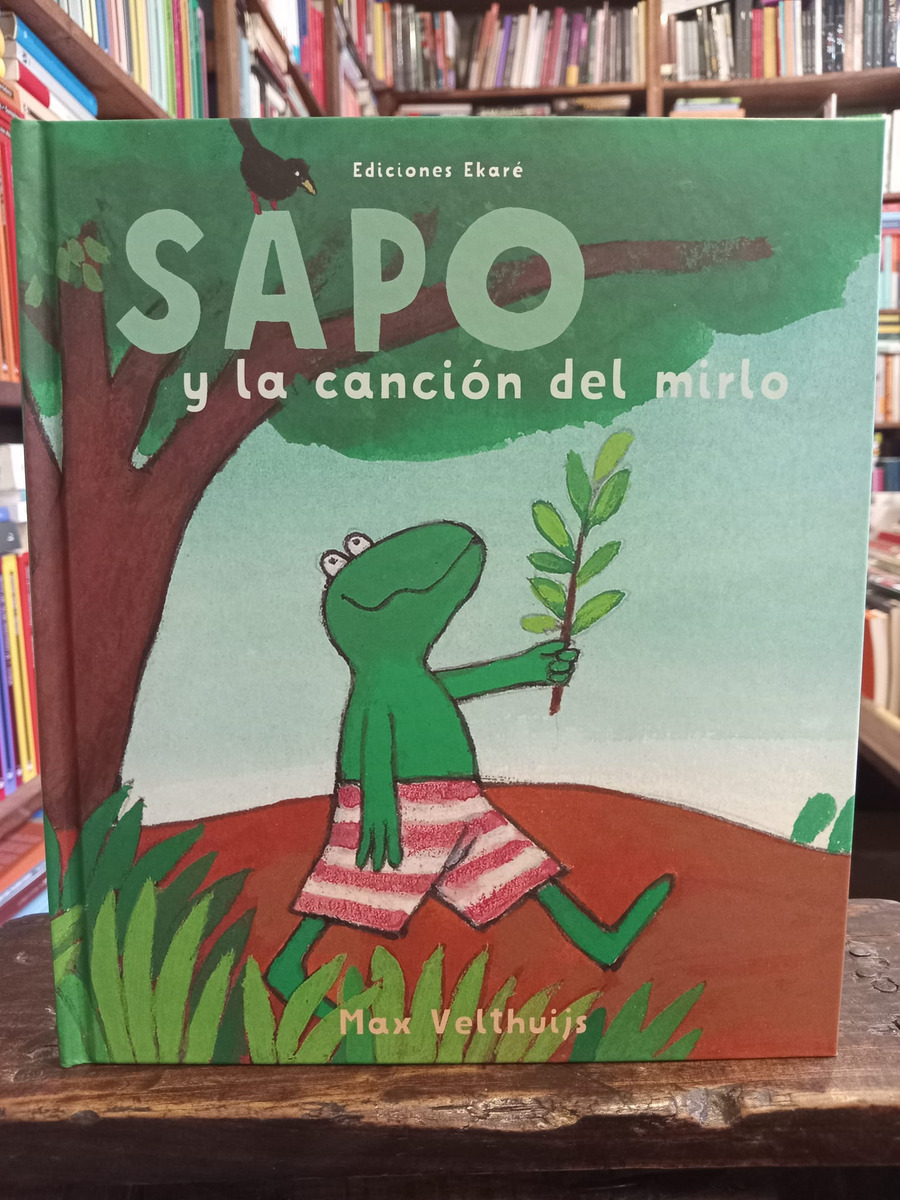 Ediciones Ekaré
SAPO
y la canción del mirlo
Max Velthuijs